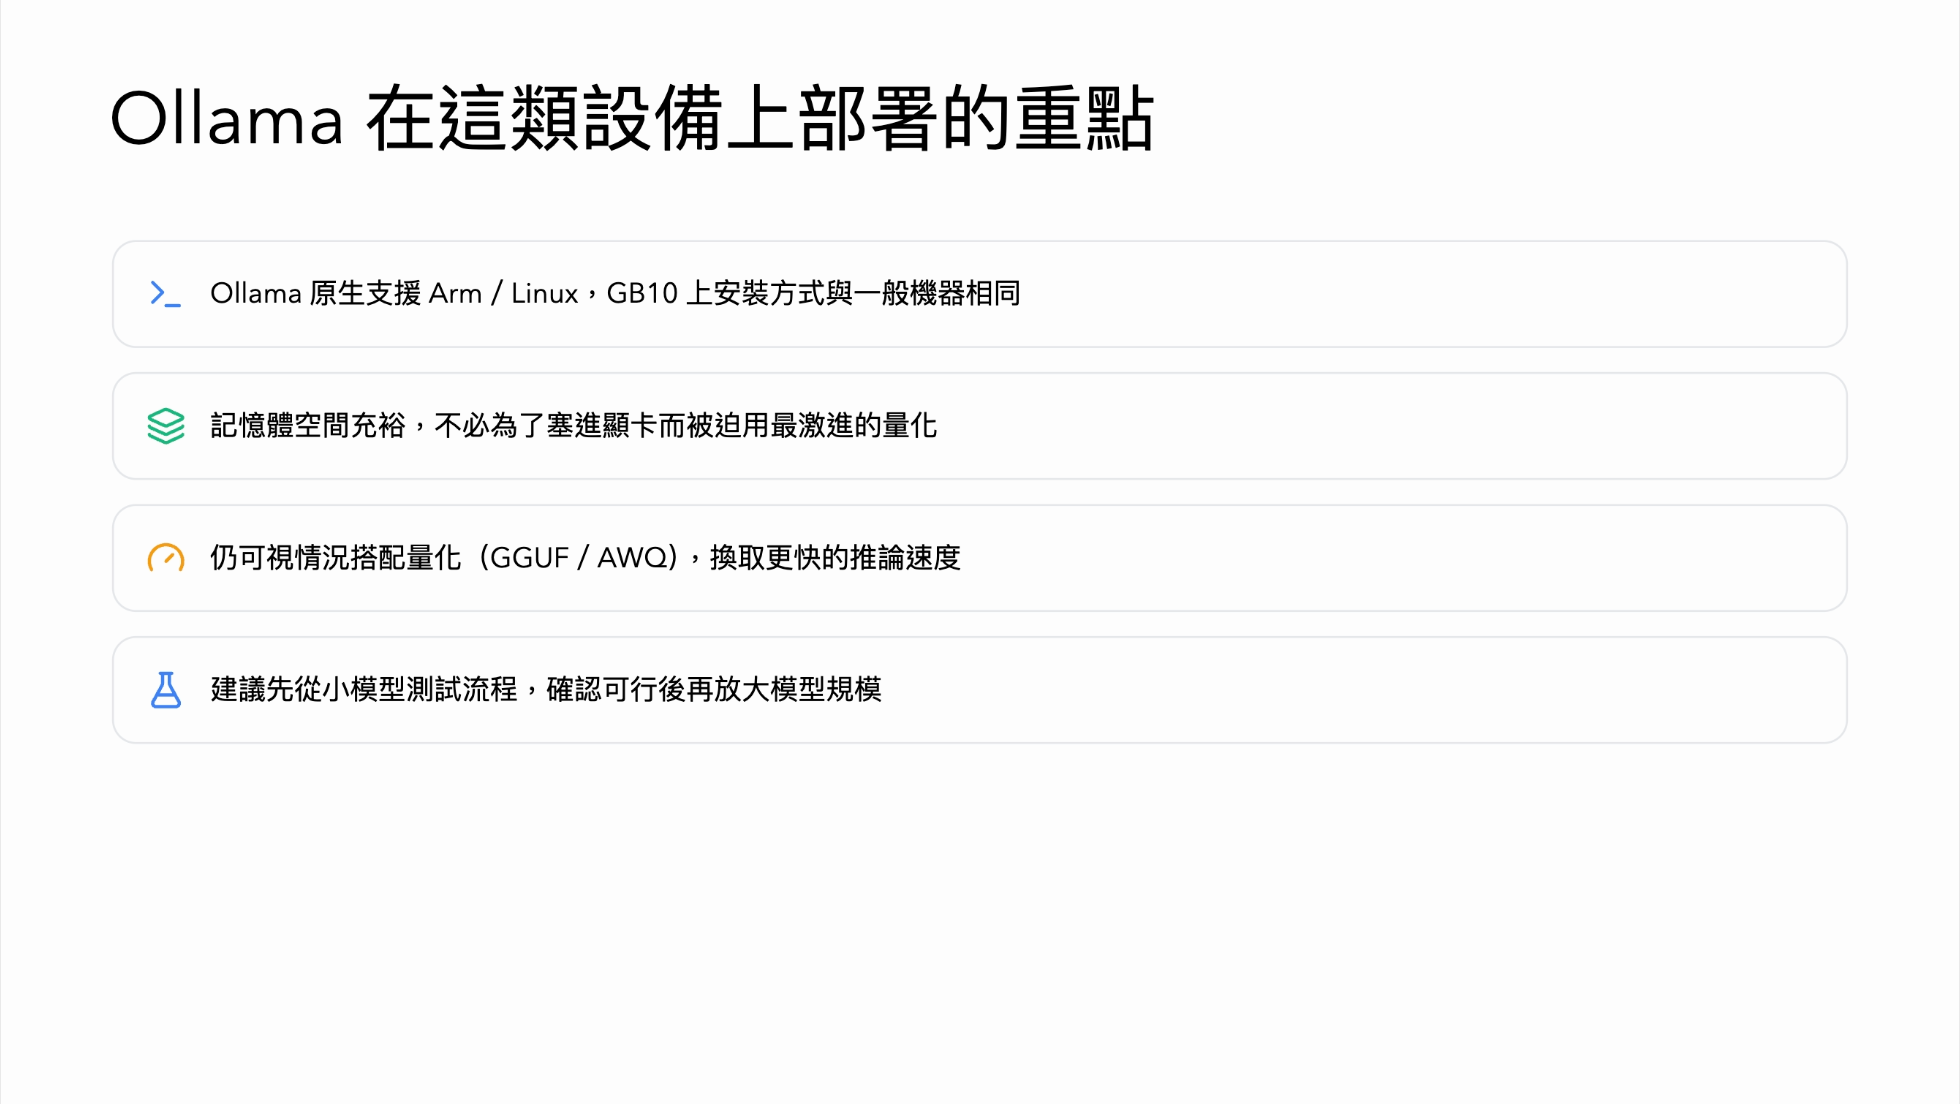 Ollama 在這類設備上部署的重點
Ollama 原生支援 Arm / Linux，GB10 上安裝方式與一般機器相同
記憶體空間充裕，不必為了塞進顯卡而被迫用最激進的量化
仍可視情況搭配量化（GGUF / AWQ），換取更快的推論速度
建議先從小模型測試流程，確認可行後再放大模型規模